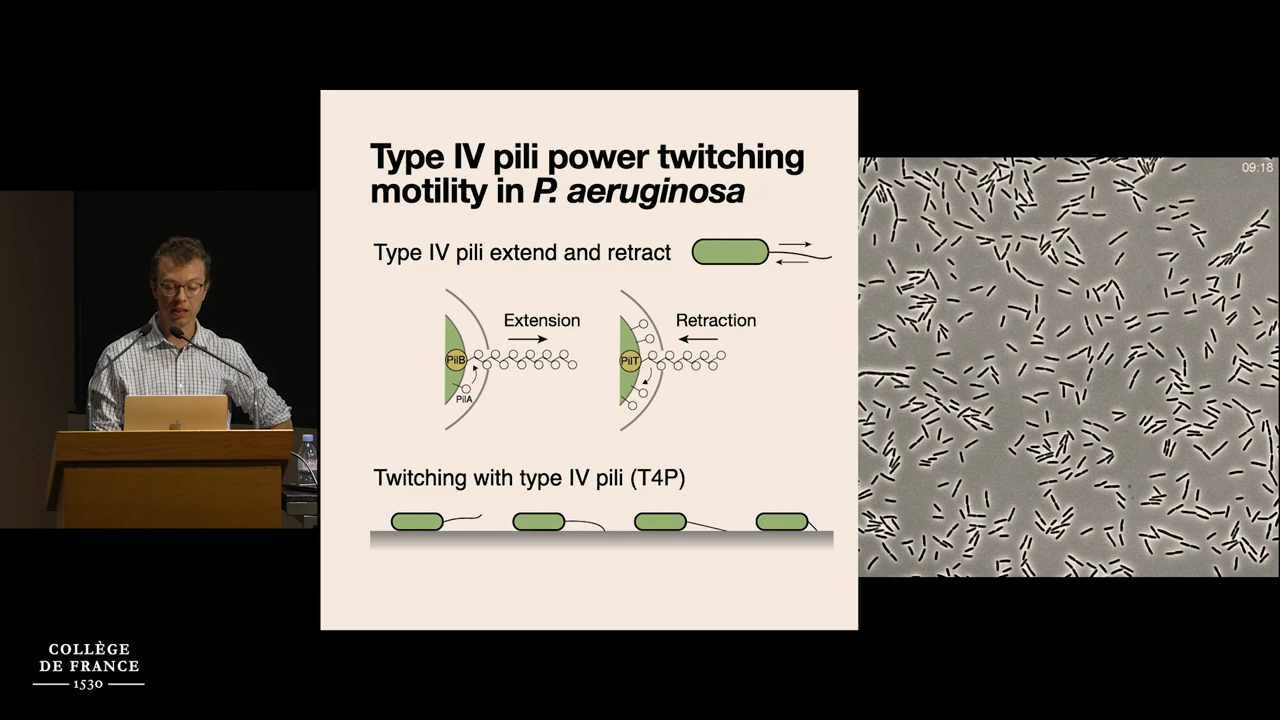 Type IV pili power twitching
motility in P. aeruginosa
Type IV pili extend and retract
Extension
Retraction
PilB
PilT
PilA
Twitching with type IV pili (T4P)
09:18
COLLÈGE
DE FRANCE
1530